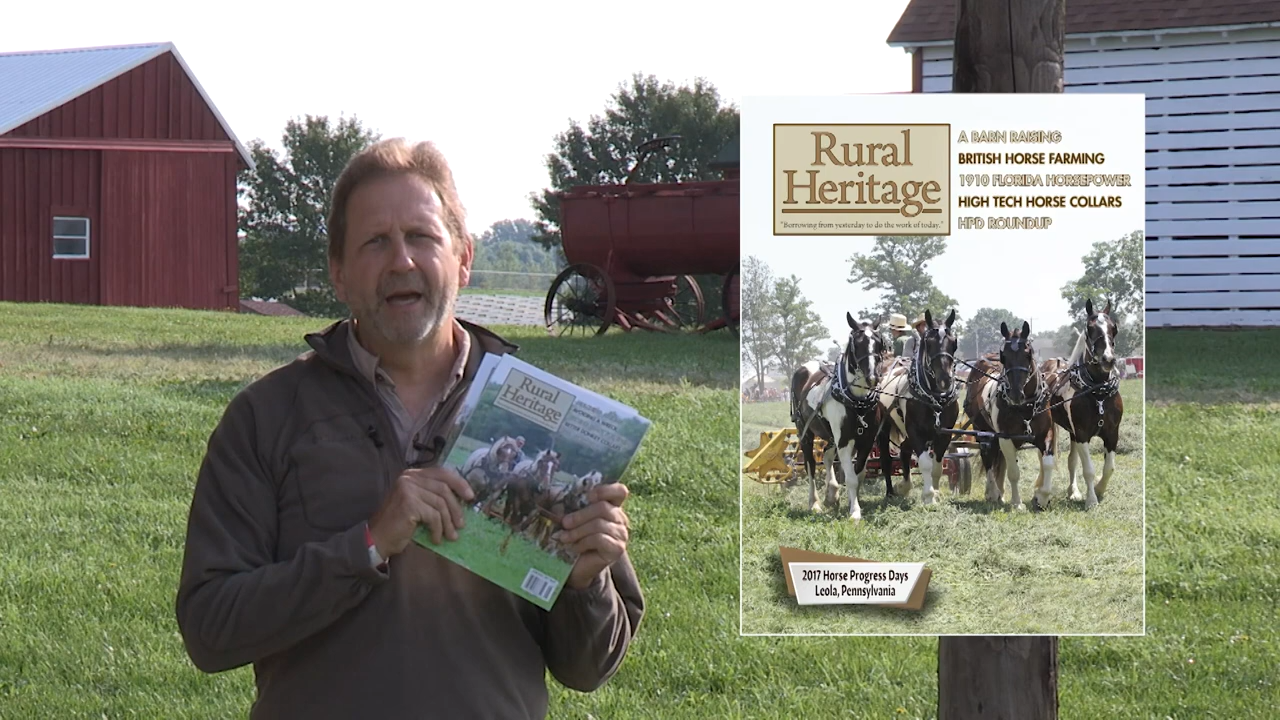 Rural
Heritage
"Borrowing from yesterday to do the work of today."
A BARN RAISING
BRITISH HORSE FARMING
1910 FLORIDA HORSEPOWER
HIGH TECH HORSE COLLARS
HPD ROUNDUP
2017 Horse Progress Days
Leola, Pennsylvania
Rural
Heritage